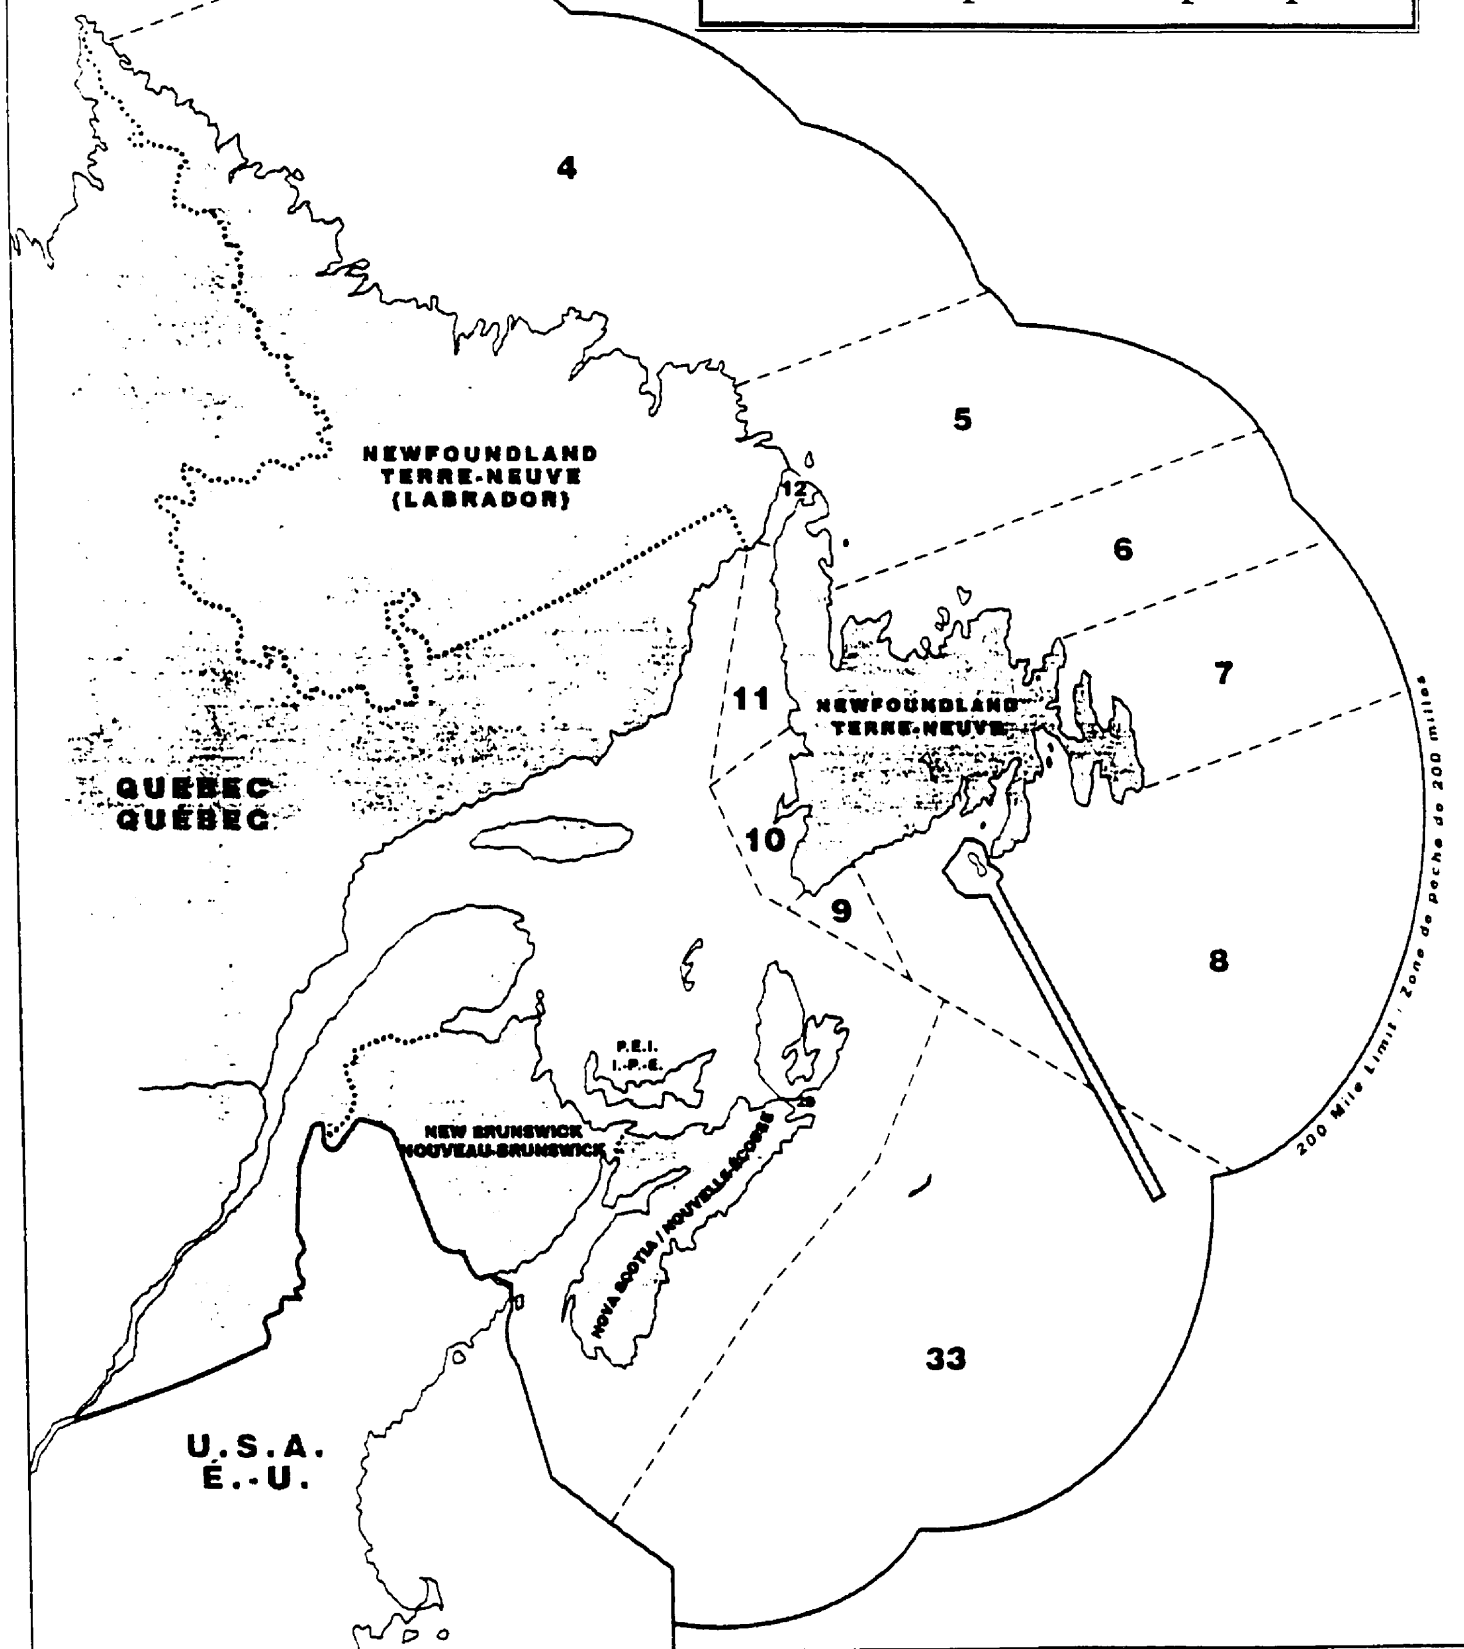 4
5
NEWFOUNDLAND
TERRE-NEUVE
(LABRADOR)
12
6
11
7
NEWFOUNDLAND
TERRE-NEUVE
QUEBEC
QUÉBEC
10
9
8
200 Mile Limit : Zone de peche de 200 milles
P.E.I.
I.-P.-E.
NEW BRUNSWICK
NOUVEAU-BRUNSWICK
NOVA SCOTIA / NOUVELLE-ÉCOSSE
33
U.S.A.
É.-U.